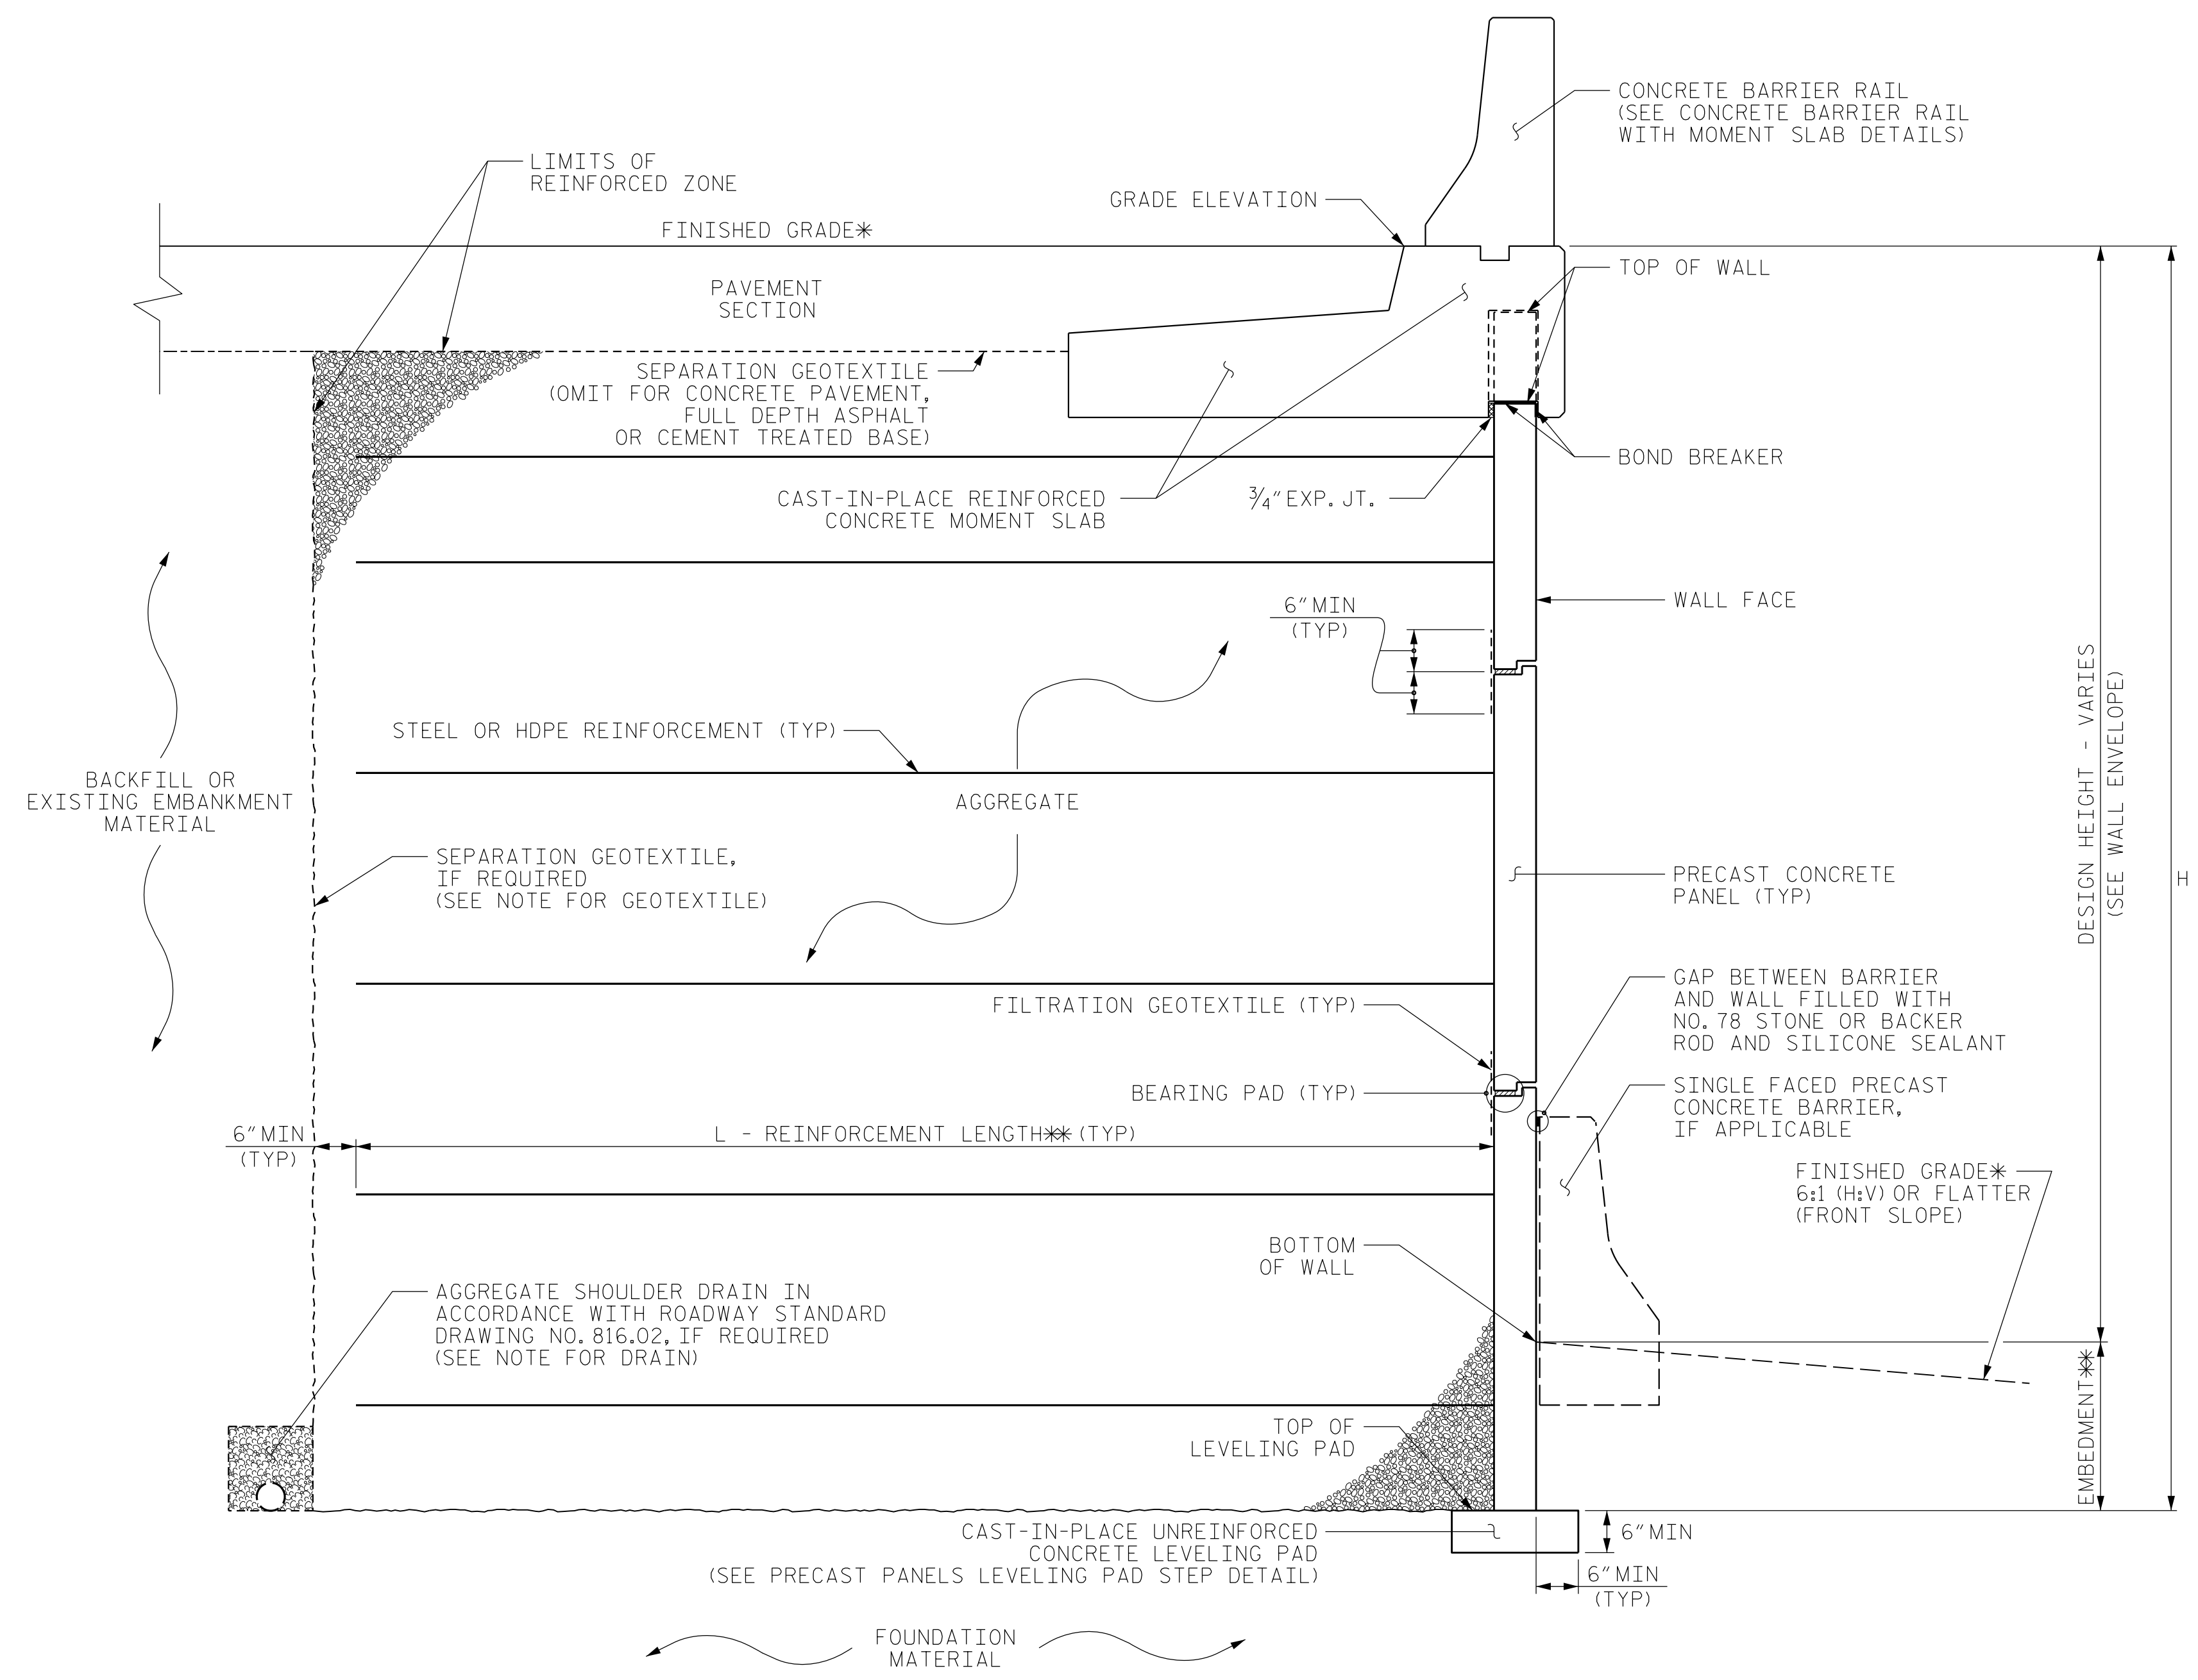 CONCRETE BARRIER RAIL
(SEE CONCRETE BARRIER RAIL
WITH MOMENT SLAB DETAILS)
LIMITS OF
REINFORCED ZONE
GRADE ELEVATION
FINISHED GRADE*
TOP OF WALL
PAVEMENT
SECTION
SEPARATION GEOTEXTILE
(OMIT FOR CONCRETE PAVEMENT,
FULL DEPTH ASPHALT
OR CEMENT TREATED BASE)
BOND BREAKER
CAST-IN-PLACE REINFORCED
CONCRETE MOMENT SLAB
3/4" EXP. JT.
WALL FACE
6" MIN
(TYP)
DESIGN HEIGHT - VARIES
(SEE WALL ENVELOPE)
H
STEEL OR HDPE REINFORCEMENT (TYP)
BACKFILL OR
EXISTING EMBANKMENT
MATERIAL
AGGREGATE
SEPARATION GEOTEXTILE,
IF REQUIRED
(SEE NOTE FOR GEOTEXTILE)
PRECAST CONCRETE
PANEL (TYP)
GAP BETWEEN BARRIER
AND WALL FILLED WITH
NO. 78 STONE OR BACKER
ROD AND SILICONE SEALANT
FILTRATION GEOTEXTILE (TYP)
BEARING PAD (TYP)
SINGLE FACED PRECAST
CONCRETE BARRIER,
IF APPLICABLE
6" MIN
(TYP)
L - REINFORCEMENT LENGTH** (TYP)
FINISHED GRADE*
6:1 (H:V) OR FLATTER
(FRONT SLOPE)
BOTTOM
OF WALL
AGGREGATE SHOULDER DRAIN IN
ACCORDANCE WITH ROADWAY STANDARD
DRAWING NO. 816.02, IF REQUIRED
(SEE NOTE FOR DRAIN)
EMBEDMENT**
TOP OF
LEVELING PAD
CAST-IN-PLACE UNREINFORCED
CONCRETE LEVELING PAD
(SEE PRECAST PANELS LEVELING PAD STEP DETAIL)
6" MIN
6" MIN
(TYP)
FOUNDATION
MATERIAL